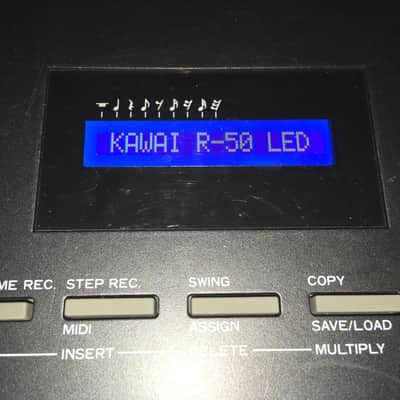 KAWAI R-50 LED
ME REC. STEP REC. SWING COPY
MIDI ASSIGN SAVE/LOAD
INSERT DELETE MULTIPLY